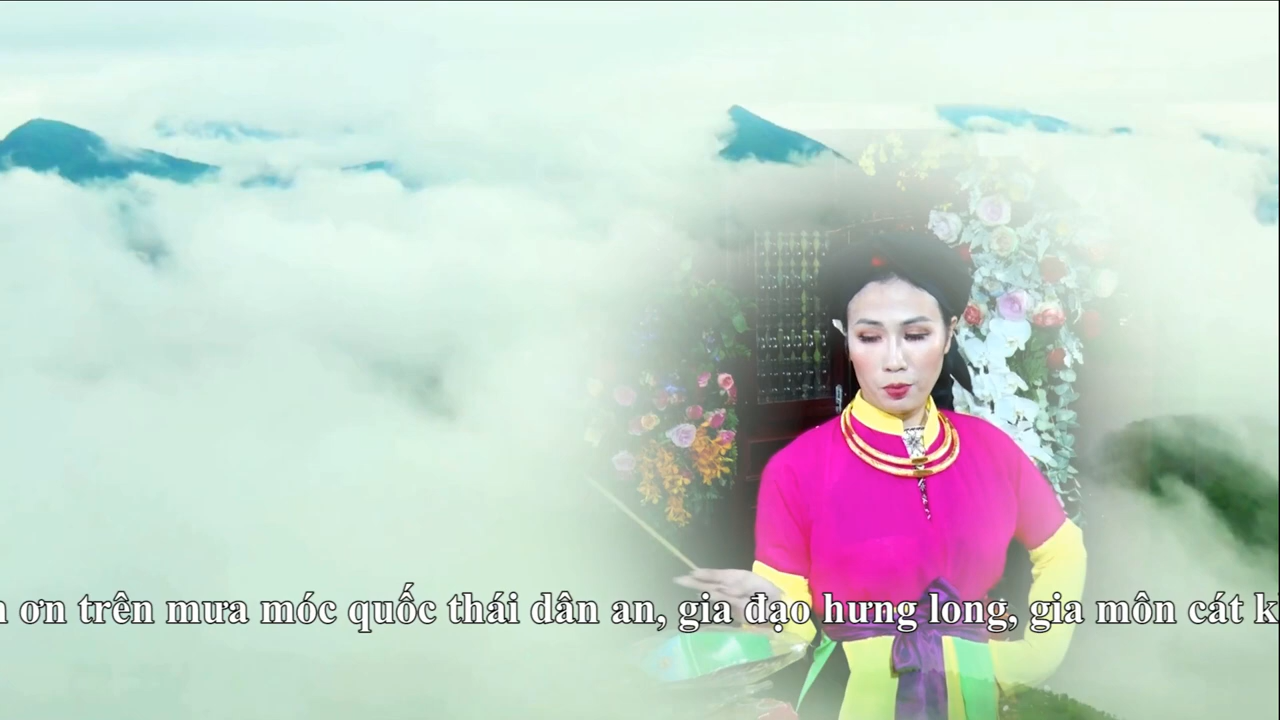 ơn trên mưa móc quốc thái dân an, gia đạo hưng long, gia môn cát